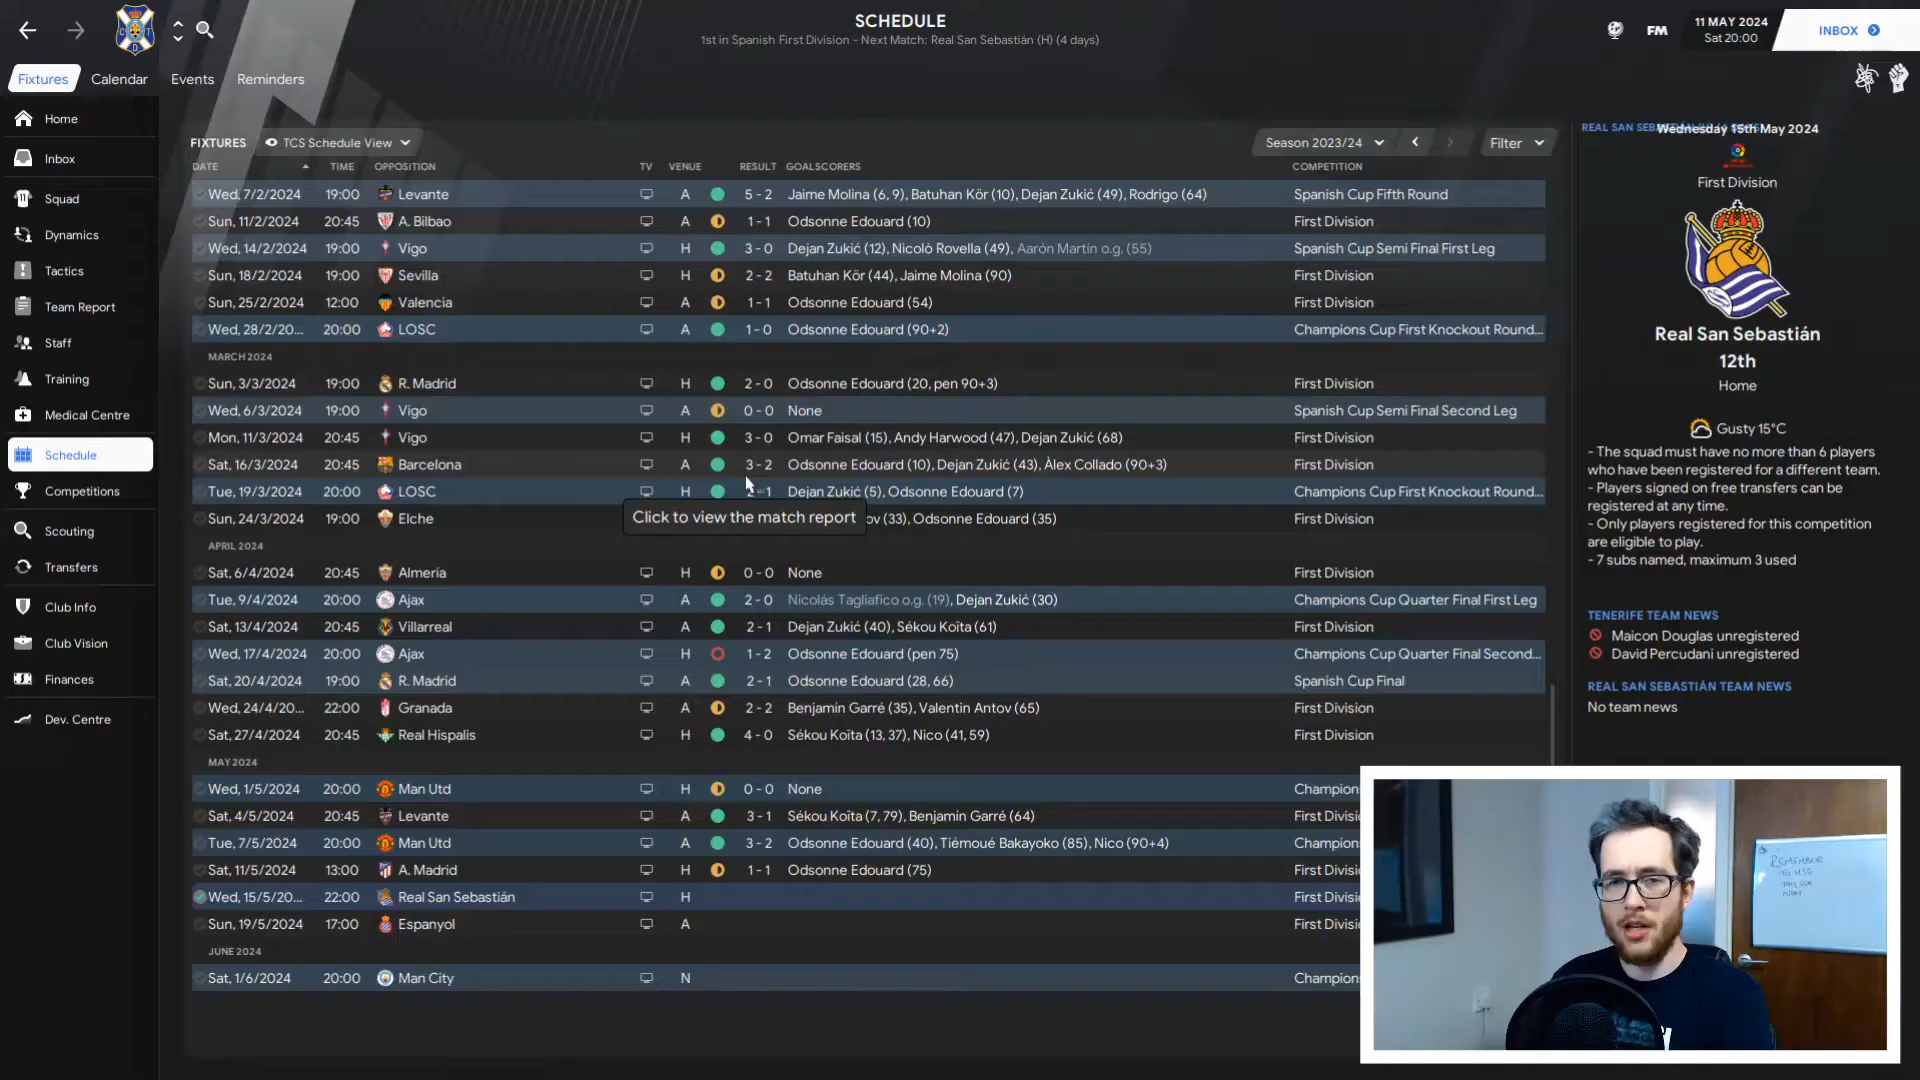 SCHEDULE
1st in Spanish First Division - Next Match: Real San Sebastián (H) (4 days)
FM
11 MAY 2024
Sat 20:00
INBOX
Fixtures Calendar Events Reminders
Home
Inbox
Squad
Dynamics
Tactics
Team Report
Staff
Training
Medical Centre
Schedule
Competitions
Scouting
Transfers
Club Info
Club Vision
Finances
Dev. Centre
FIXTURES TCS Schedule View Season 2023/24 Filter
DATE TIME OPPOSITION TV VENUE RESULT GOALSCORERS COMPETITION
Wed, 7/2/2024 19:00 Levante A 5 - 2 Jaime Molina (6, 9), Batuhan Kör (10), Dejan Zukić (49), Rodrigo (64) Spanish Cup Fifth Round
Sun, 11/2/2024 20:45 A. Bilbao A 1 - 1 Odsonne Edouard (10) First Division
Wed, 14/2/2024 19:00 Vigo H 3 - 0 Dejan Zukić (12), Nicolò Rovella (49), Aarón Martín o.g. (55) Spanish Cup Semi Final First Leg
Sun, 18/2/2024 19:00 Sevilla H 2 - 2 Batuhan Kör (44), Jaime Molina (90) First Division
Sun, 25/2/2024 12:00 Valencia A 1 - 1 Odsonne Edouard (54) First Division
Wed, 28/2/20... 20:00 LOSC A 1 - 0 Odsonne Edouard (90+2) Champions Cup First Knockout Round...
MARCH 2024
Sun, 3/3/2024 19:00 R. Madrid H 2 - 0 Odsonne Edouard (20, pen 90+3) First Division
Wed, 6/3/2024 19:00 Vigo A 0 - 0 None Spanish Cup Semi Final Second Leg
Mon, 11/3/2024 20:45 Vigo H 3 - 0 Omar Faisal (15), Andy Harwood (47), Dejan Zukić (68) First Division
Sat, 16/3/2024 20:45 Barcelona A 3 - 2 Odsonne Edouard (10), Dejan Zukić (43), Àlex Collado (90+3) First Division
Tue, 19/3/2024 20:00 LOSC H 2 - 1 Dejan Zukić (5), Odsonne Edouard (7) Champions Cup First Knockout Round...
Sun, 24/3/2024 19:00 Elche Click to view the match report ov (33), Odsonne Edouard (35) First Division
APRIL 2024
Sat, 6/4/2024 20:45 Almería H 0 - 0 None First Division
Tue, 9/4/2024 20:00 Ajax A 2 - 0 Nicolás Tagliafico o.g. (19), Dejan Zukić (30) Champions Cup Quarter Final First Leg
Sat, 13/4/2024 20:45 Villarreal A 2 - 1 Dejan Zukić (40), Sékou Koïta (61) First Division
Wed, 17/4/2024 20:00 Ajax H 1 - 2 Odsonne Edouard (pen 75) Champions Cup Quarter Final Second...
Sat, 20/4/2024 19:00 R. Madrid A 2 - 1 Odsonne Edouard (28, 66) Spanish Cup Final
Wed, 24/4/20... 22:00 Granada A 2 - 2 Benjamín Garré (35), Valentin Antov (65) First Division
Sat, 27/4/2024 20:45 Real Hispalis H 4 - 0 Sékou Koïta (13, 37), Nico (41, 59) First Division
MAY 2024
Wed, 1/5/2024 20:00 Man Utd H 0 - 0 None Champion
Sat, 4/5/2024 20:45 Levante A 3 - 1 Sékou Koïta (7, 79), Benjamín Garré (64) First Divisi
Tue, 7/5/2024 20:00 Man Utd A 3 - 2 Odsonne Edouard (40), Tiémoué Bakayoko (85), Nico (90+4) Champion
Sat, 11/5/2024 13:00 A. Madrid H 1 - 1 Odsonne Edouard (75) First Divisi
Wed, 15/5/20... 22:00 Real San Sebastián H First Divisi
Sun, 19/5/2024 17:00 Espanyol A First Divisi
JUNE 2024
Sat, 1/6/2024 20:00 Man City N Champion
REAL SAN SEBASTIÁN
Wednesday 15th May 2024
First Division
Real San Sebastián
12th
Home
Gusty 15°C
- The squad must have no more than 6 players
who have been registered for a different team.
- Players signed on free transfers can be
registered at any time.
- Only players registered for this competition
are eligible to play.
- 7 subs named, maximum 3 used
TENERIFE TEAM NEWS
Maicon Douglas unregistered
David Percudani unregistered
REAL SAN SEBASTIÁN TEAM NEWS
No team news
REMEMBER
TO USE